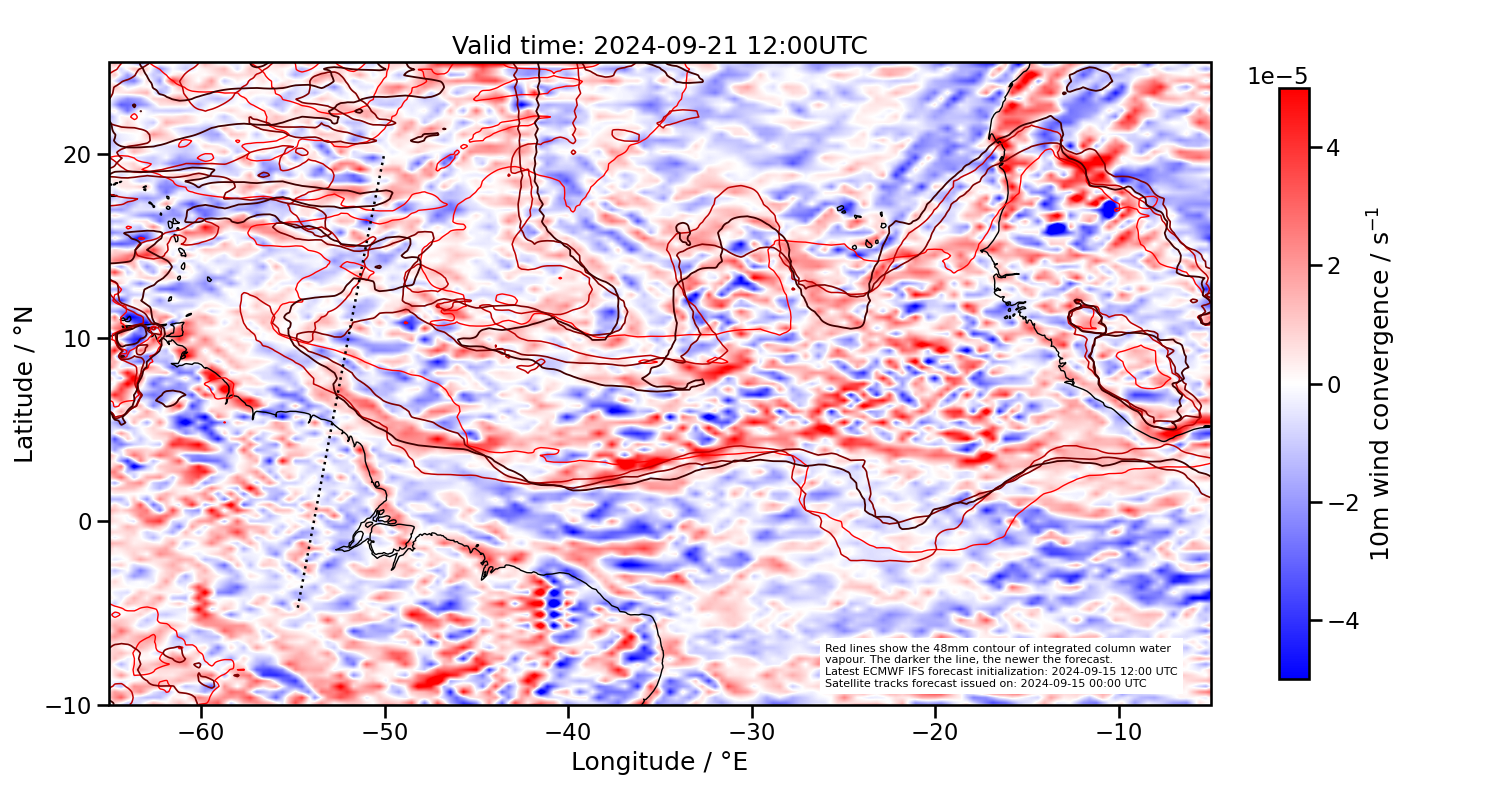 Valid time: 2024-09-21 12:00UTC
1e−5
Latitude / °N
20
10
0
−10
−60
−50
−40
−30
−20
−10
Longitude / °E
Red lines show the 48mm contour of integrated column water
vapour. The darker the line, the newer the forecast.
Latest ECMWF IFS forecast initialization: 2024-09-15 12:00 UTC
Satellite tracks forecast issued on: 2024-09-15 00:00 UTC
4
2
0
−2
−4
10m wind convergence / s⁻¹